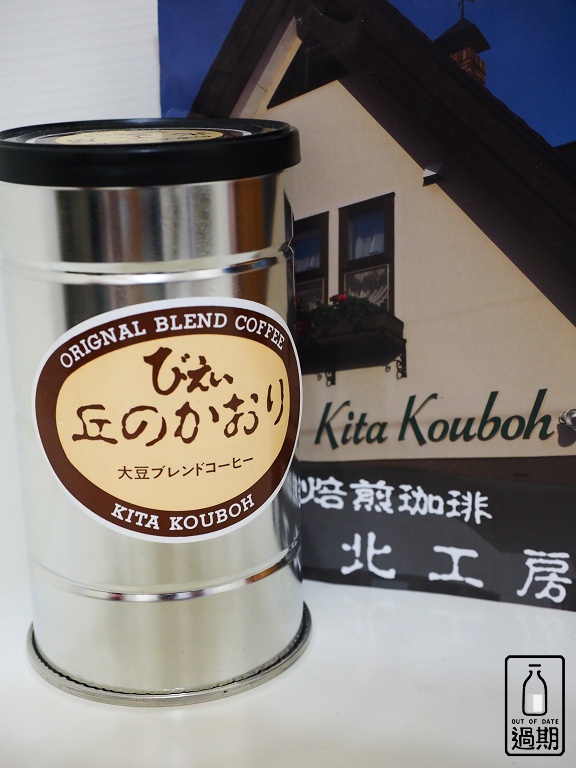 ORIGNAL BLEND COFFEE
びえい
丘のかおり
大豆ブレンドコーヒー
KITA KOUBOH
Kita Kouboh
焙煎珈琲
北工房
OUT OF DATE
過期